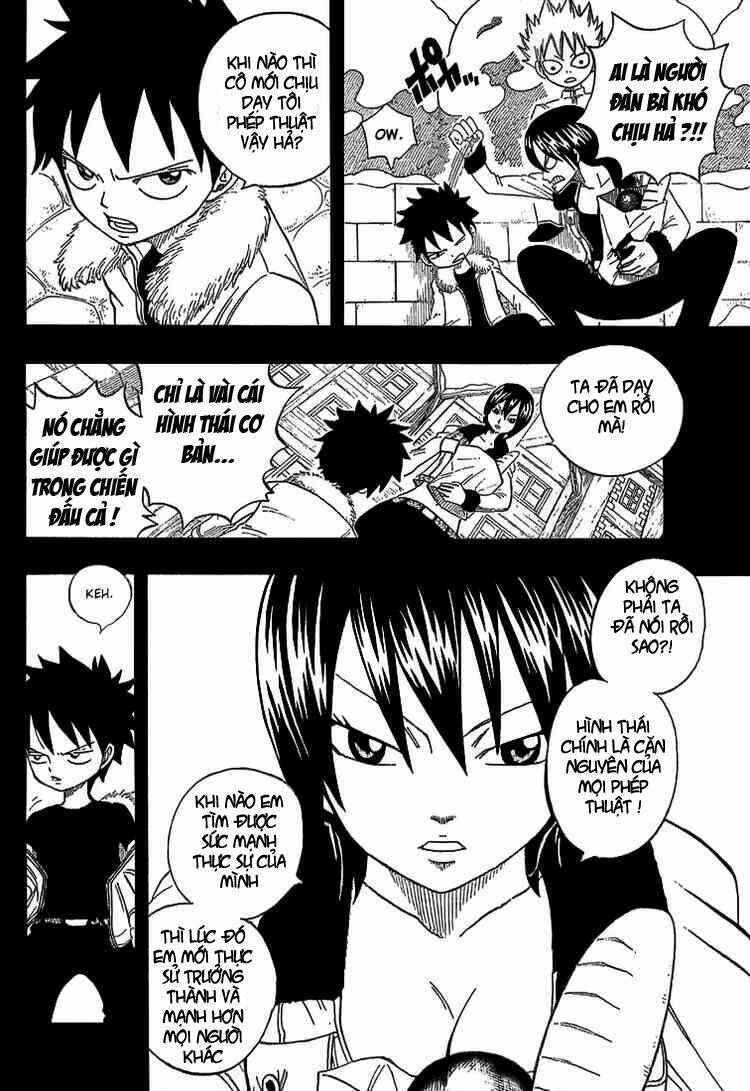 AI LÀ NGƯỜI
ĐÀN BÀ KHÓ
CHỊU HẢ ?!!
ポカ...
OW.
KHI NÀO THÌ
CÔ MỚI CHỊU
DẠY TÔI
PHÉP THUẬT
VẬY HẢ?
TA ĐÃ DẠY
CHO EM RỒI
MÀ!
CHỈ LÀ VÀI CÁI
HÌNH THÁI CƠ
BẢN...
NÓ CHẲNG
GIÚP ĐƯỢC GÌ
TRONG CHIẾN
ĐẤU CẢ !
KHÔNG
PHẢI TA
ĐÃ NÓI RỒI
SAO?!
HÌNH THÁI
CHÍNH LÀ CĂN
NGUYÊN CỦA
MỌI PHÉP
THUẬT !
KHI NÀO EM
TÌM ĐƯỢC
SỨC MẠNH
THỰC SỰ CỦA
MÌNH
THÌ LÚC ĐÓ
EM MỚI THỰC
SỬ TRƯỞNG
THÀNH VÀ
MẠNH HƠN
MỌI NGƯỜI
KHÁC
KEH.